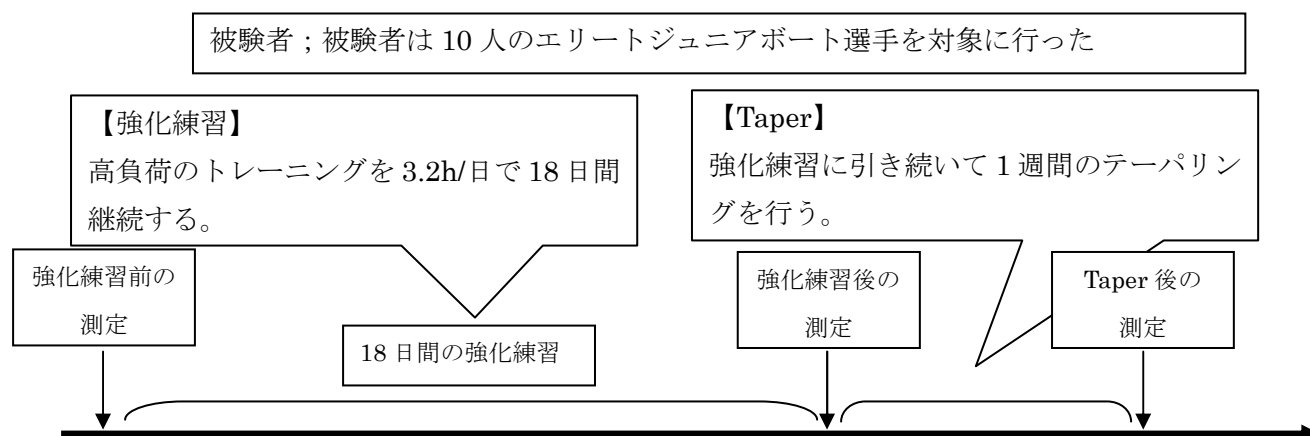 被験者；被験者は 10 人のエリートジュニアボート選手を対象に行った
【強化練習】
高負荷のトレーニングを 3.2h/日で 18 日間
継続する。
【Taper】
強化練習に引き続いて 1 週間のテーパリン
グを行う。
強化練習前の
測定
18 日間の強化練習
強化練習後の
測定
Taper 後の
測定